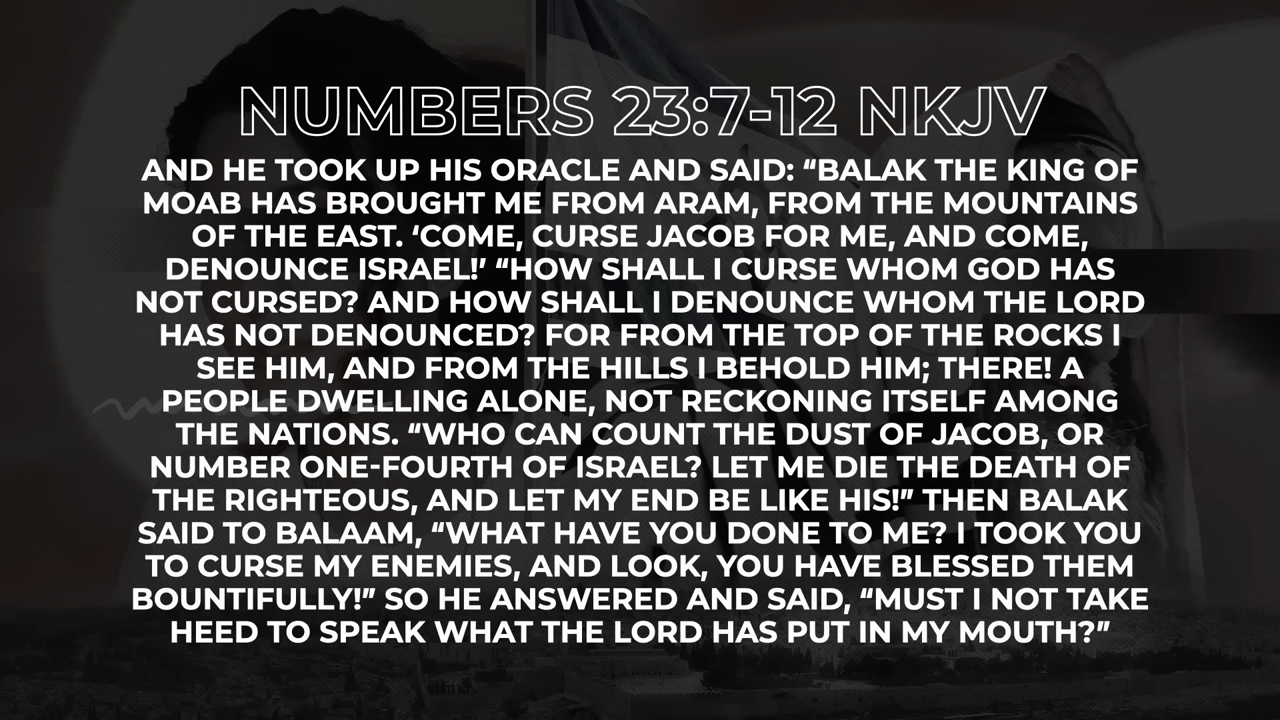 NUMBERS 23:7-12 NKJV
AND HE TOOK UP HIS ORACLE AND SAID: “BALAK THE KING OF
MOAB HAS BROUGHT ME FROM ARAM, FROM THE MOUNTAINS
OF THE EAST. ‘COME, CURSE JACOB FOR ME, AND COME,
DENOUNCE ISRAEL!’ “HOW SHALL I CURSE WHOM GOD HAS
NOT CURSED? AND HOW SHALL I DENOUNCE WHOM THE LORD
HAS NOT DENOUNCED? FOR FROM THE TOP OF THE ROCKS I
SEE HIM, AND FROM THE HILLS I BEHOLD HIM; THERE! A
PEOPLE DWELLING ALONE, NOT RECKONING ITSELF AMONG
THE NATIONS. “WHO CAN COUNT THE DUST OF JACOB, OR
NUMBER ONE-FOURTH OF ISRAEL? LET ME DIE THE DEATH OF
THE RIGHTEOUS, AND LET MY END BE LIKE HIS!” THEN BALAK
SAID TO BALAAM, “WHAT HAVE YOU DONE TO ME? I TOOK YOU
TO CURSE MY ENEMIES, AND LOOK, YOU HAVE BLESSED THEM
BOUNTIFULLY!” SO HE ANSWERED AND SAID, “MUST I NOT TAKE
HEED TO SPEAK WHAT THE LORD HAS PUT IN MY MOUTH?”